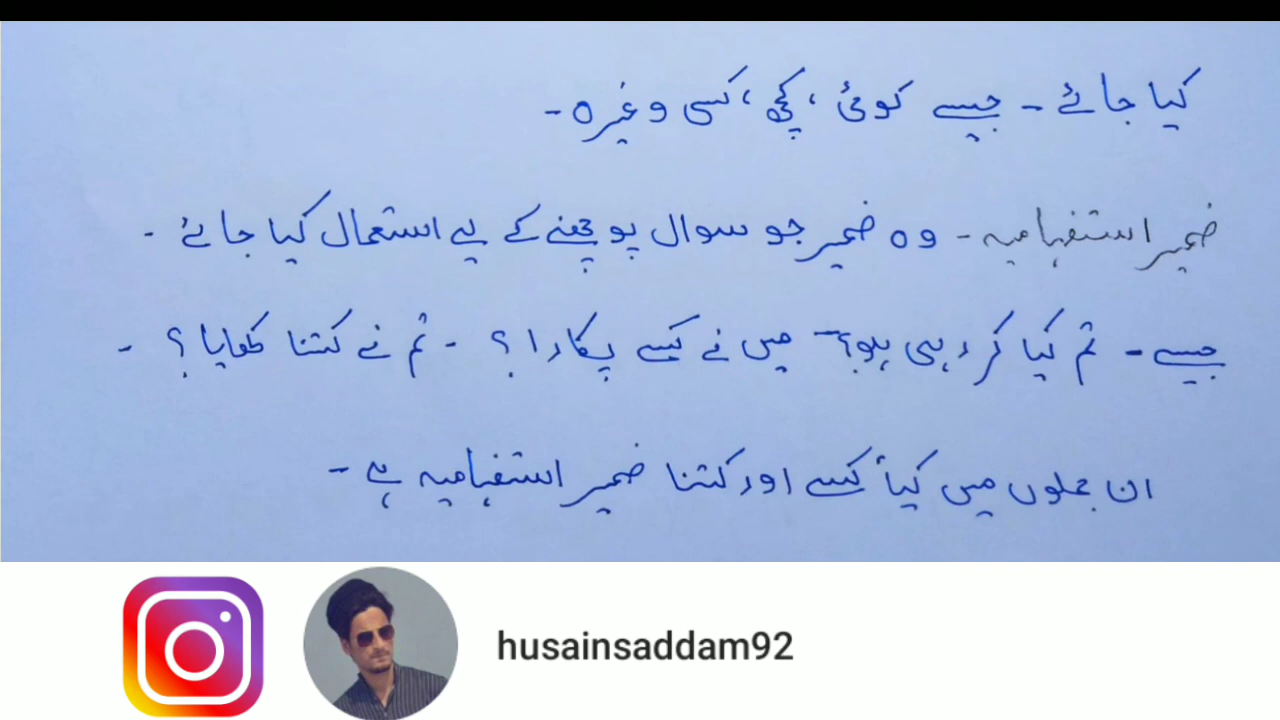 کیا جائے ۔ جیسے کوئی ، کچھ ، کسی وغیرہ ۔
ضمیر استفہامیہ ۔ وہ ضمیر جو سوال پوچھنے کے لیے استعمال کیا جائے ۔
جیسے ۔ تم کیا کر رہی ہو؟ ۔ میں نے کسے پکارا ؟ ۔ تم نے کتنا کھایا ؟ ۔
ان جملوں میں کیا کسے اور کتنا ضمیر استفہامیہ ہے ۔
husainsaddam92